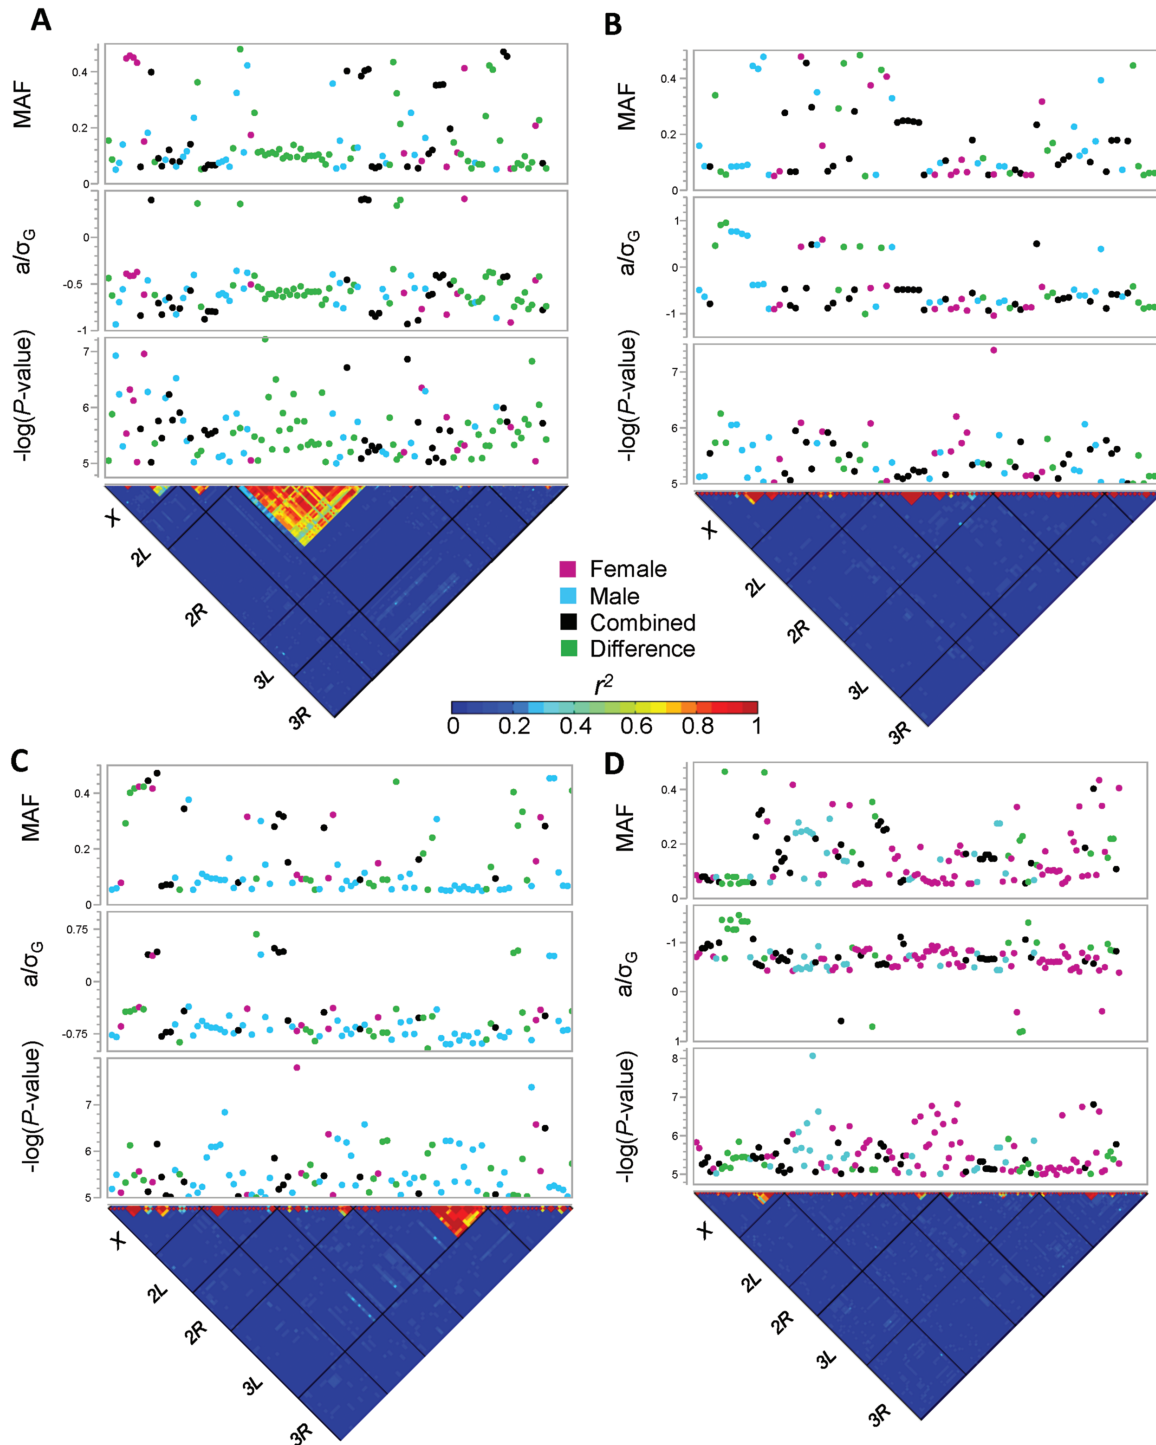 A
MAF
0.4
0.2
0
a/σG
0
-0.5
-1
-log(P-value)
7
6
5
X
2L
2R
3L
3R
B
MAF
0.4
0.2
0
a/σG
1
0
-1
-log(P-value)
7
6
5
X
2L
2R
3L
3R
Female
Male
Combined
Difference
r2
0 0.2 0.4 0.6 0.8 1
C
MAF
0.4
0.2
0
a/σG
0.75
0
-0.75
-log(P-value)
7
6
5
X
2L
2R
3L
3R
D
MAF
0.4
0.2
0
a/σG
-1
0
1
-log(P-value)
8
7
6
5
X
2L
2R
3L
3R